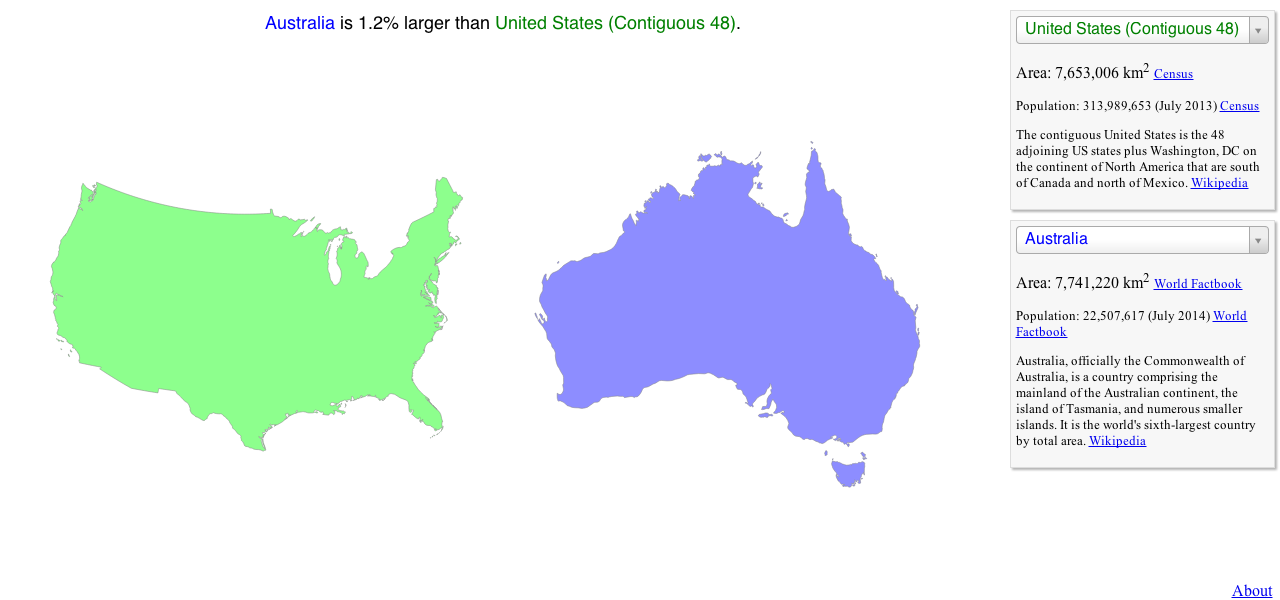 Australia is 1.2% larger than United States (Contiguous 48).
United States (Contiguous 48)
Area: 7,653,006 km2 Census
Population: 313,989,653 (July 2013) Census
The contiguous United States is the 48
adjoining US states plus Washington, DC on
the continent of North America that are south
of Canada and north of Mexico. Wikipedia
Australia
Area: 7,741,220 km2 World Factbook
Population: 22,507,617 (July 2014) World
Factbook
Australia, officially the Commonwealth of
Australia, is a country comprising the
mainland of the Australian continent, the
island of Tasmania, and numerous smaller
islands. It is the world's sixth-largest country
by total area. Wikipedia
About